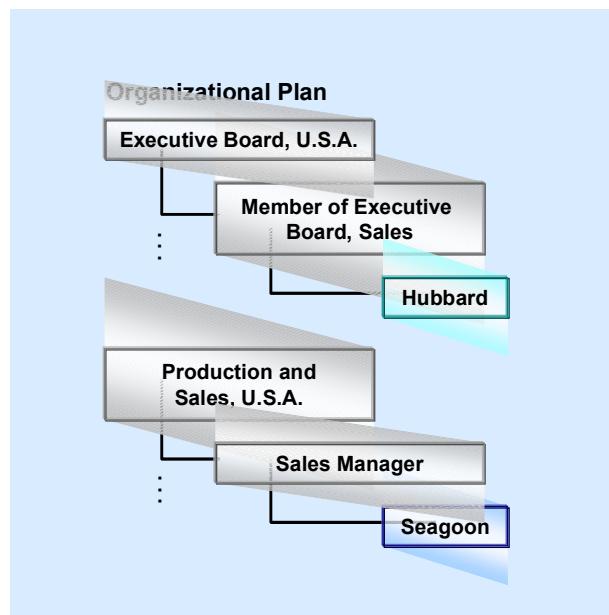 Organizational Plan
Executive Board, U.S.A.
Member of Executive
Board, Sales
Hubbard
Production and
Sales, U.S.A.
Sales Manager
Seagoon